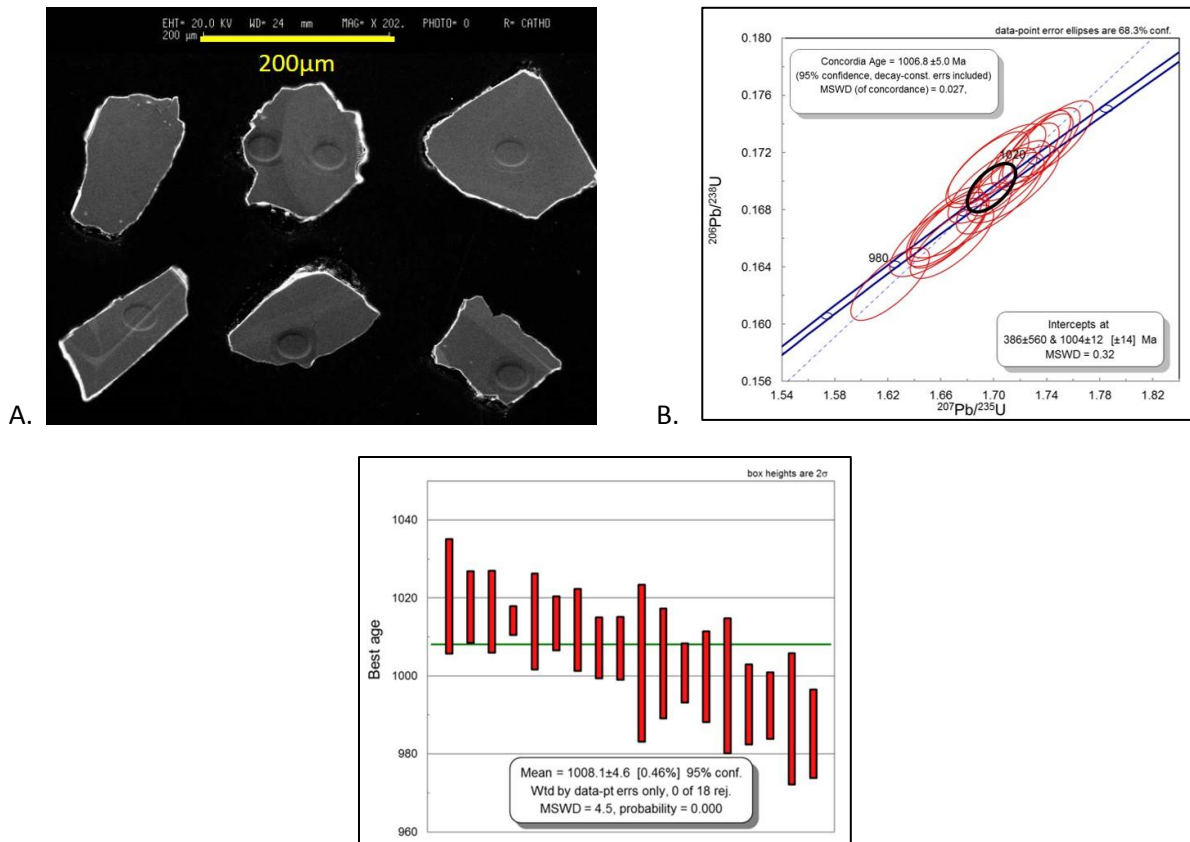 EHT= 20.0 KV WD= 24 mm MAG= X 202. PHOTO= 0 R= CATHO
200 µm
200µm
A.
data-point error ellipses are 68.3% conf.
Concordia Age = 1006.8 ±5.0 Ma
(95% confidence, decay-const. errs included)
MSWD (of concordance) = 0.027,
0.180
0.176
0.172
0.168
0.164
0.160
0.156
206Pb/238U
1020
980
Intercepts at
386±560 & 1004±12 [±14] Ma
MSWD = 0.32
1.54 1.58 1.62 1.66 1.70 1.74 1.78 1.82
207Pb/235U
B.
box heights are 2σ
1040
1020
1000
980
960
Best age
Mean = 1008.1±4.6 [0.46%] 95% conf.
Wtd by data-pt errs only, 0 of 18 rej.
MSWD = 4.5, probability = 0.000